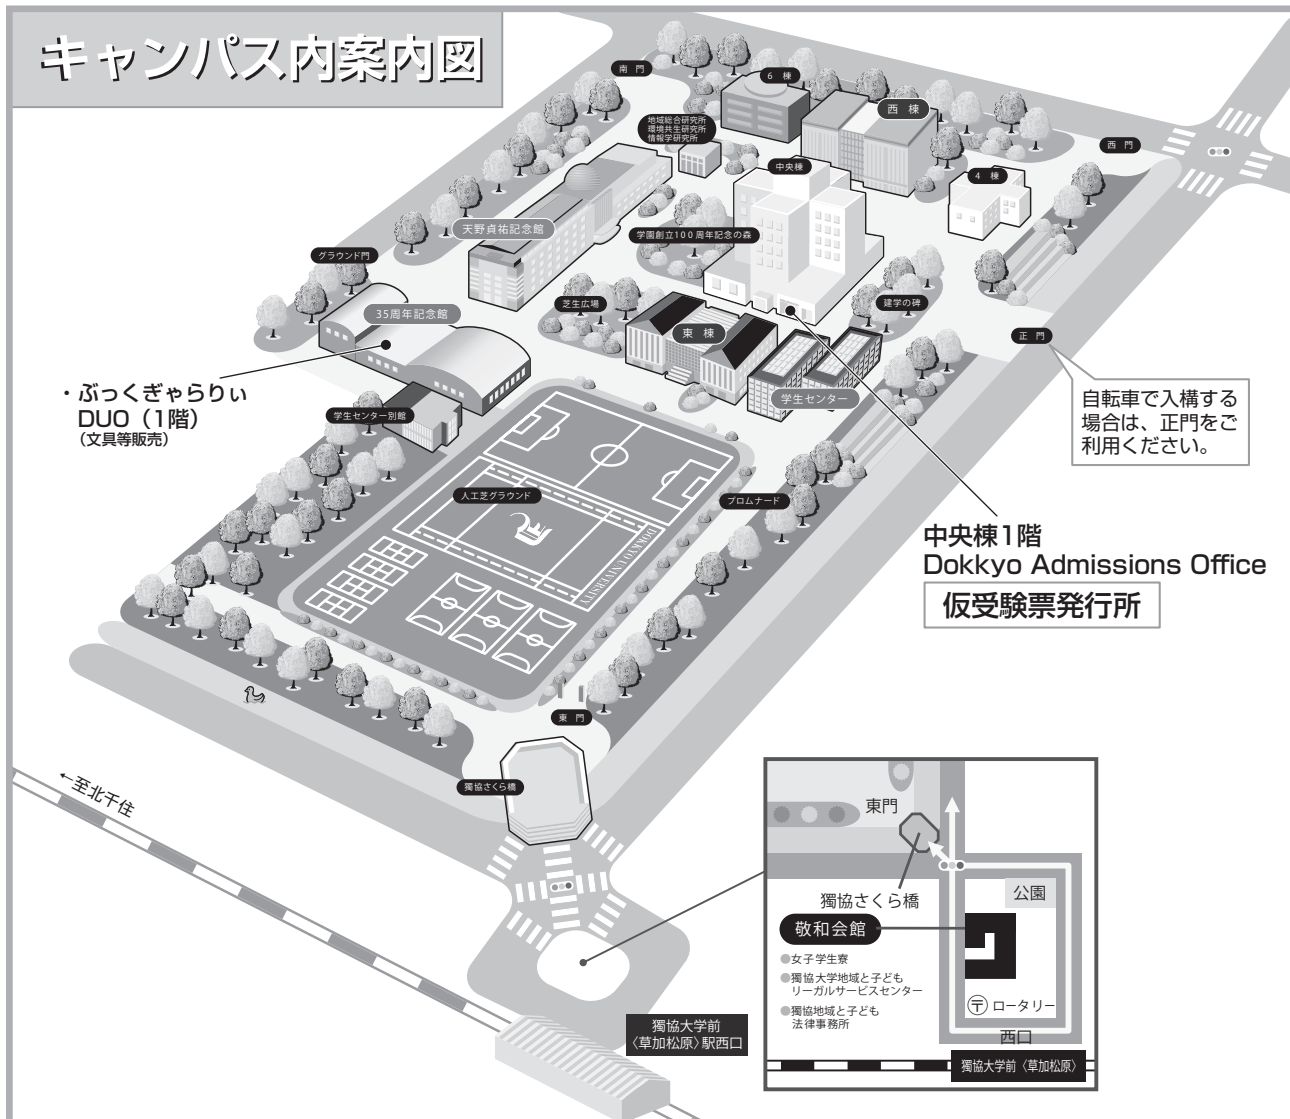 キャンパス内案内図
南 門
6 棟
西 棟
地域総合研究所
環境共生研究所
情報学研究所
西 門
中央棟
4 棟
天野貞祐記念館
学園創立100周年記念の森
グラウンド門
35周年記念館
芝生広場
建学の碑
東 棟
正 門
・ぶっくぎゃらりぃ
DUO（1階）
（文具等販売）
学生センター
学生センター別館
自転車で入構する
場合は、正門をご
利用ください。
人工芝グラウンド
プロムナード
DOKKYO UNIVERSITY
中央棟1階
Dokkyo Admissions Office
仮受験票発行所
東 門
獨協さくら橋
←至北千住
東門
獨協さくら橋
公園
敬和会館
●女子学生寮
●獨協大学地域と子ども
リーガルサービスセンター
●獨協地域と子ども
法律事務所
〒 ロータリー
西口
獨協大学前〈草加松原〉
獨協大学前
〈草加松原〉駅西口